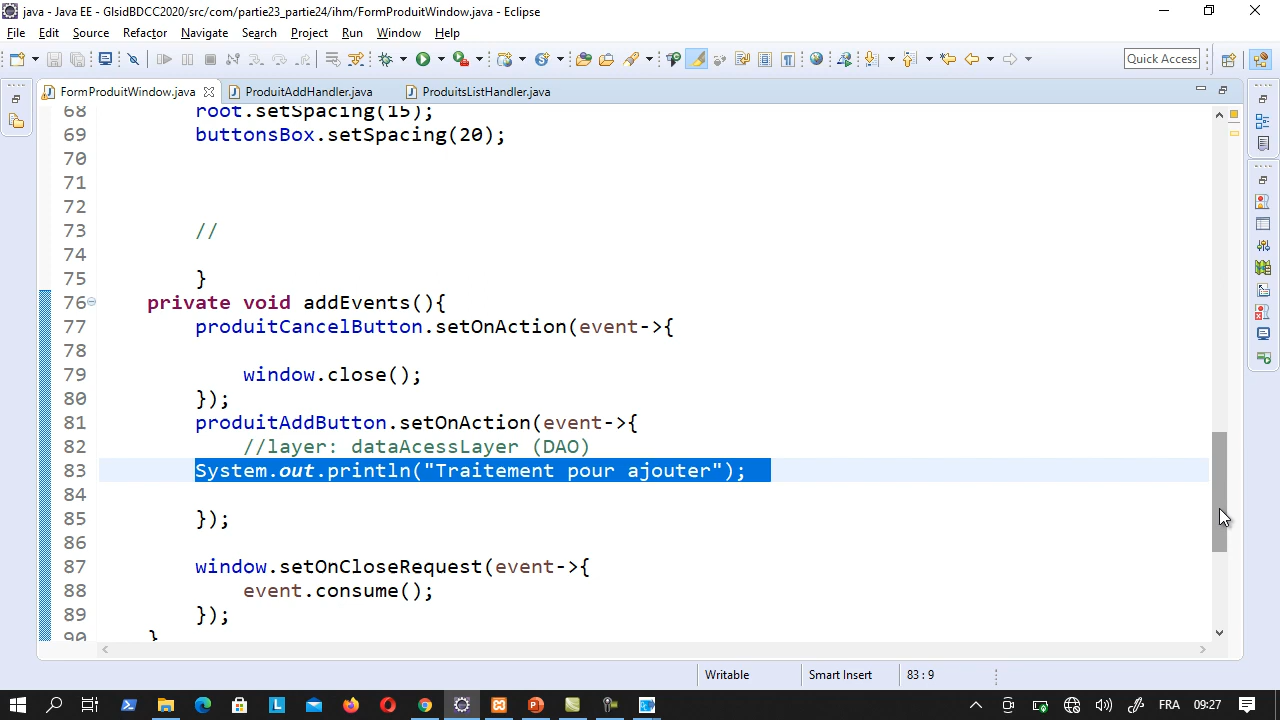 java - Java EE - GlsidBDCC2020/src/com/partie23_partie24/ihm/FormProduitWindow.java - Eclipse
File Edit Source Refactor Navigate Search Project Run Window Help
Quick Access
FormProduitWindow.java ProduitAddHandler.java ProduitsListHandler.java
68 root.setSpacing(15);
69 buttonsBox.setSpacing(20);
70
71
72
73 //
74
75 }
76 private void addEvents(){
77 produitCancelButton.setOnAction(event->{
78
79 window.close();
80 });
81 produitAddButton.setOnAction(event->{
82 //layer: dataAcessLayer (DAO)
83 System.out.println("Traitement pour ajouter");
84
85 });
86
87 window.setOnCloseRequest(event->{
88 event.consume();
89 });
90 }
Writable Smart Insert 83 : 9
FRA 09:27